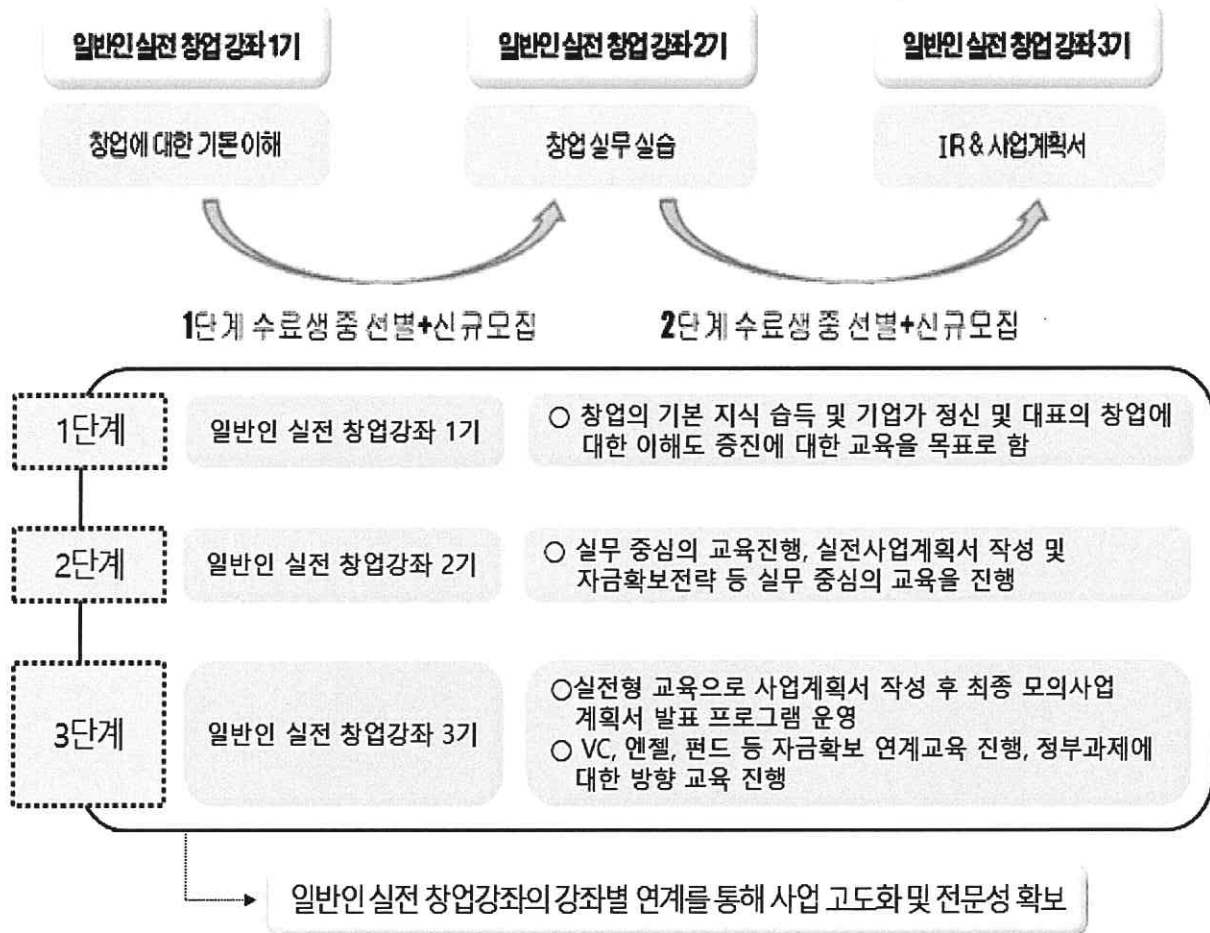 일반인 실전 창업 강좌 1기
일반인 실전 창업 강좌 2기
일반인 실전 창업 강좌 3기
창업에 대한 기본 이해
창업 실무 실습
IR & 사업계획서
1단계 수료생 중 선별+신규모집
2단계 수료생 중 선별+신규모집
1단계
일반인 실전 창업강좌 1기
○ 창업의 기본 지식 습득 및 기업가 정신 및 대표의 창업에
대한 이해도 증진에 대한 교육을 목표로 함
2단계
일반인 실전 창업강좌 2기
○ 실무 중심의 교육진행, 실전사업계획서 작성 및
자금확보전략 등 실무 중심의 교육을 진행
3단계
일반인 실전 창업강좌 3기
○실전형 교육으로 사업계획서 작성 후 최종 모의사업
계획서 발표 프로그램 운영
○ VC, 엔젤, 펀드 등 자금확보 연계교육 진행, 정부과제에
대한 방향 교육 진행
일반인 실전 창업강좌의 강좌별 연계를 통해 사업 고도화 및 전문성 확보